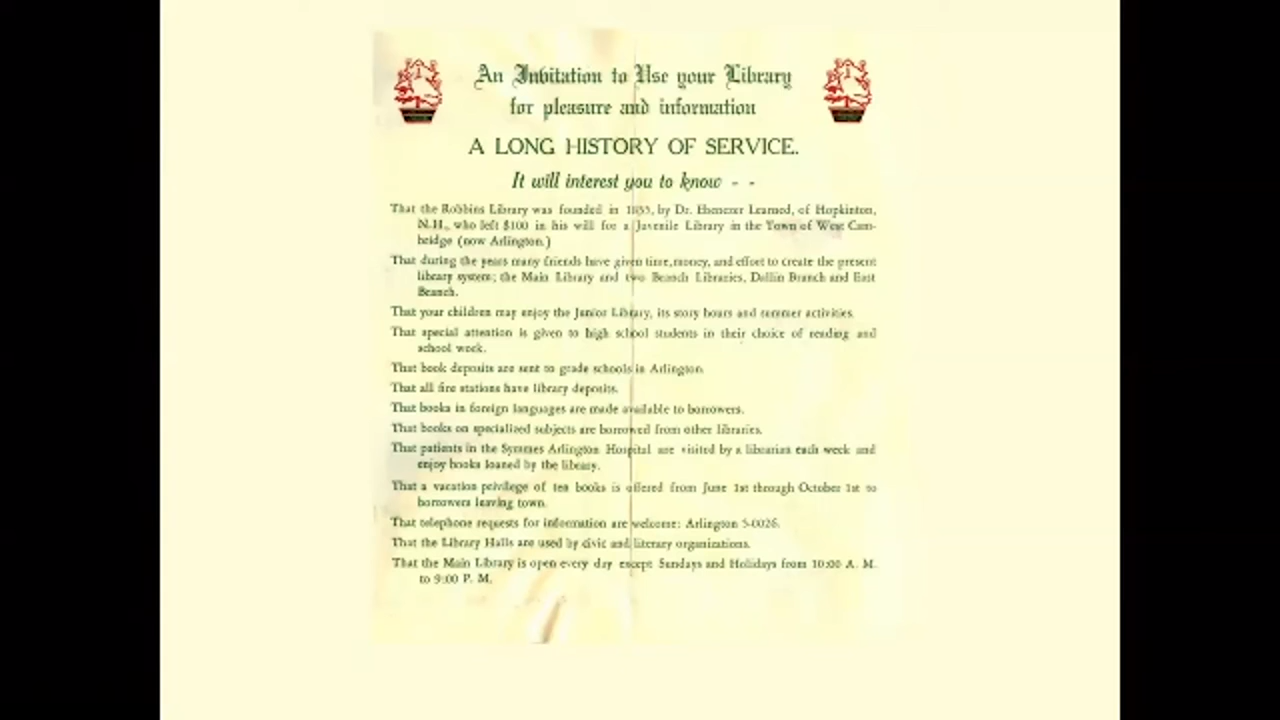 An Invitation to Use your Library
for pleasure and information
A LONG HISTORY OF SERVICE.
It will interest you to know - -
That the Robbins Library was founded in 1835, by Dr. Ebenezer Learned, of Hopkinton,
N.H., who left $100 in his will for a Juvenile Library in the Town of West Cam-
bridge (now Arlington.)
That during the years many friends have given time, money, and effort to create the present
library system; the Main Library and two Branch Libraries, Dallin Branch and East
Branch.
That your children may enjoy the Junior Library, its story hours and summer activities.
That special attention is given to high school students in their choice of reading and
school work.
That book deposits are sent to grade schools in Arlington.
That all fire stations have library deposits.
That books in foreign languages are made available to borrowers.
That books on specialized subjects are borrowed from other libraries.
That patients in the Symmes Arlington Hospital are visited by a librarian each week and
enjoy books loaned by the library.
That a vacation privilege of ten books is offered from June 1st through October 1st to
borrowers leaving town.
That telephone requests for information are welcome: Arlington 5-0026.
That the Library Halls are used by civic and literary organizations.
That the Main Library is open every day except Sundays and Holidays from 10:00 A. M.
to 9:00 P. M.